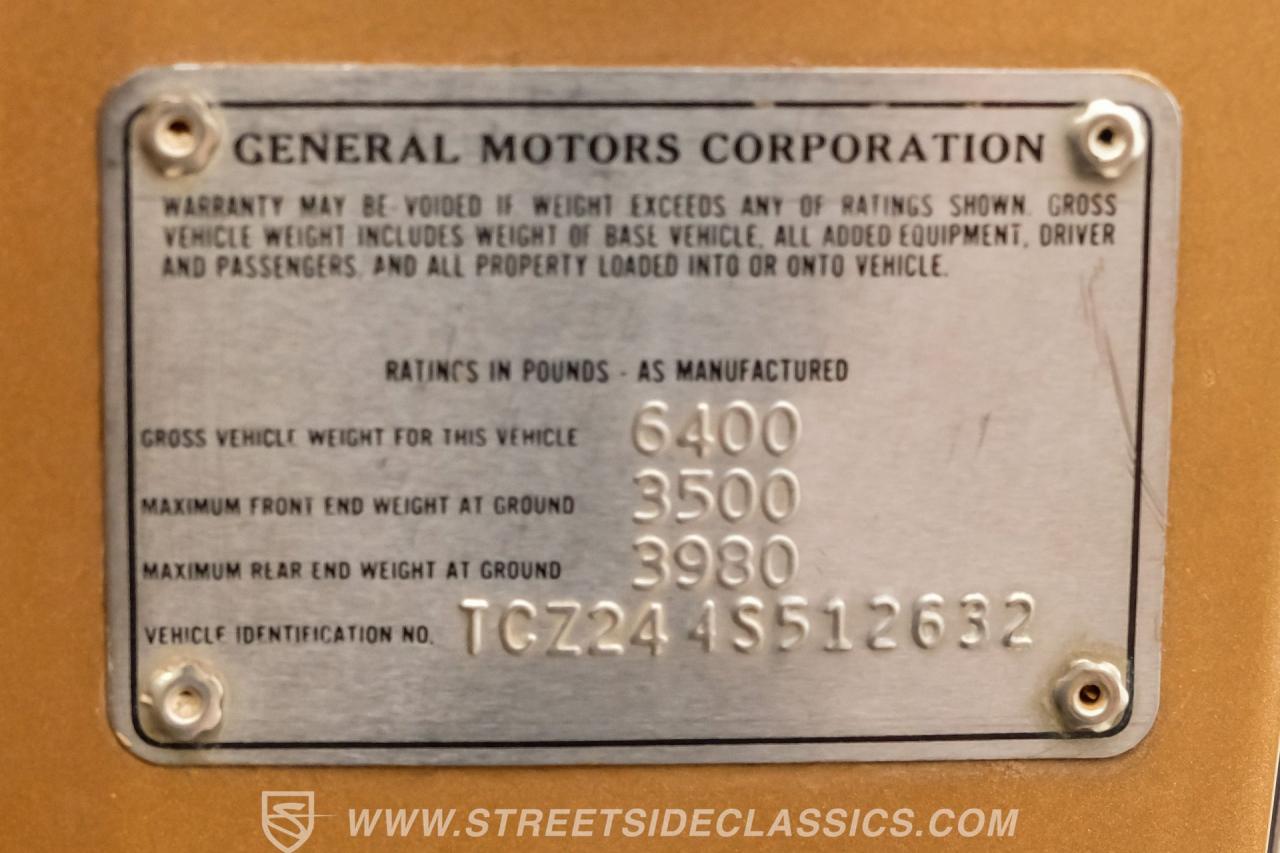 GENERAL MOTORS CORPORATION
WARRANTY MAY BE VOIDED IF WEIGHT EXCEEDS ANY OF RATINGS SHOWN. GROSS
VEHICLE WEIGHT INCLUDES WEIGHT OF BASE VEHICLE, ALL ADDED EQUIPMENT, DRIVER
AND PASSENGERS, AND ALL PROPERTY LOADED INTO OR ONTO VEHICLE.
RATINGS IN POUNDS - AS MANUFACTURED
GROSS VEHICLE WEIGHT FOR THIS VEHICLE 6400
MAXIMUM FRONT END WEIGHT AT GROUND 3500
MAXIMUM REAR END WEIGHT AT GROUND 3980
VEHICLE IDENTIFICATION NO. TCZ244S512632
WWW.STREETSIDECLASSICS.COM